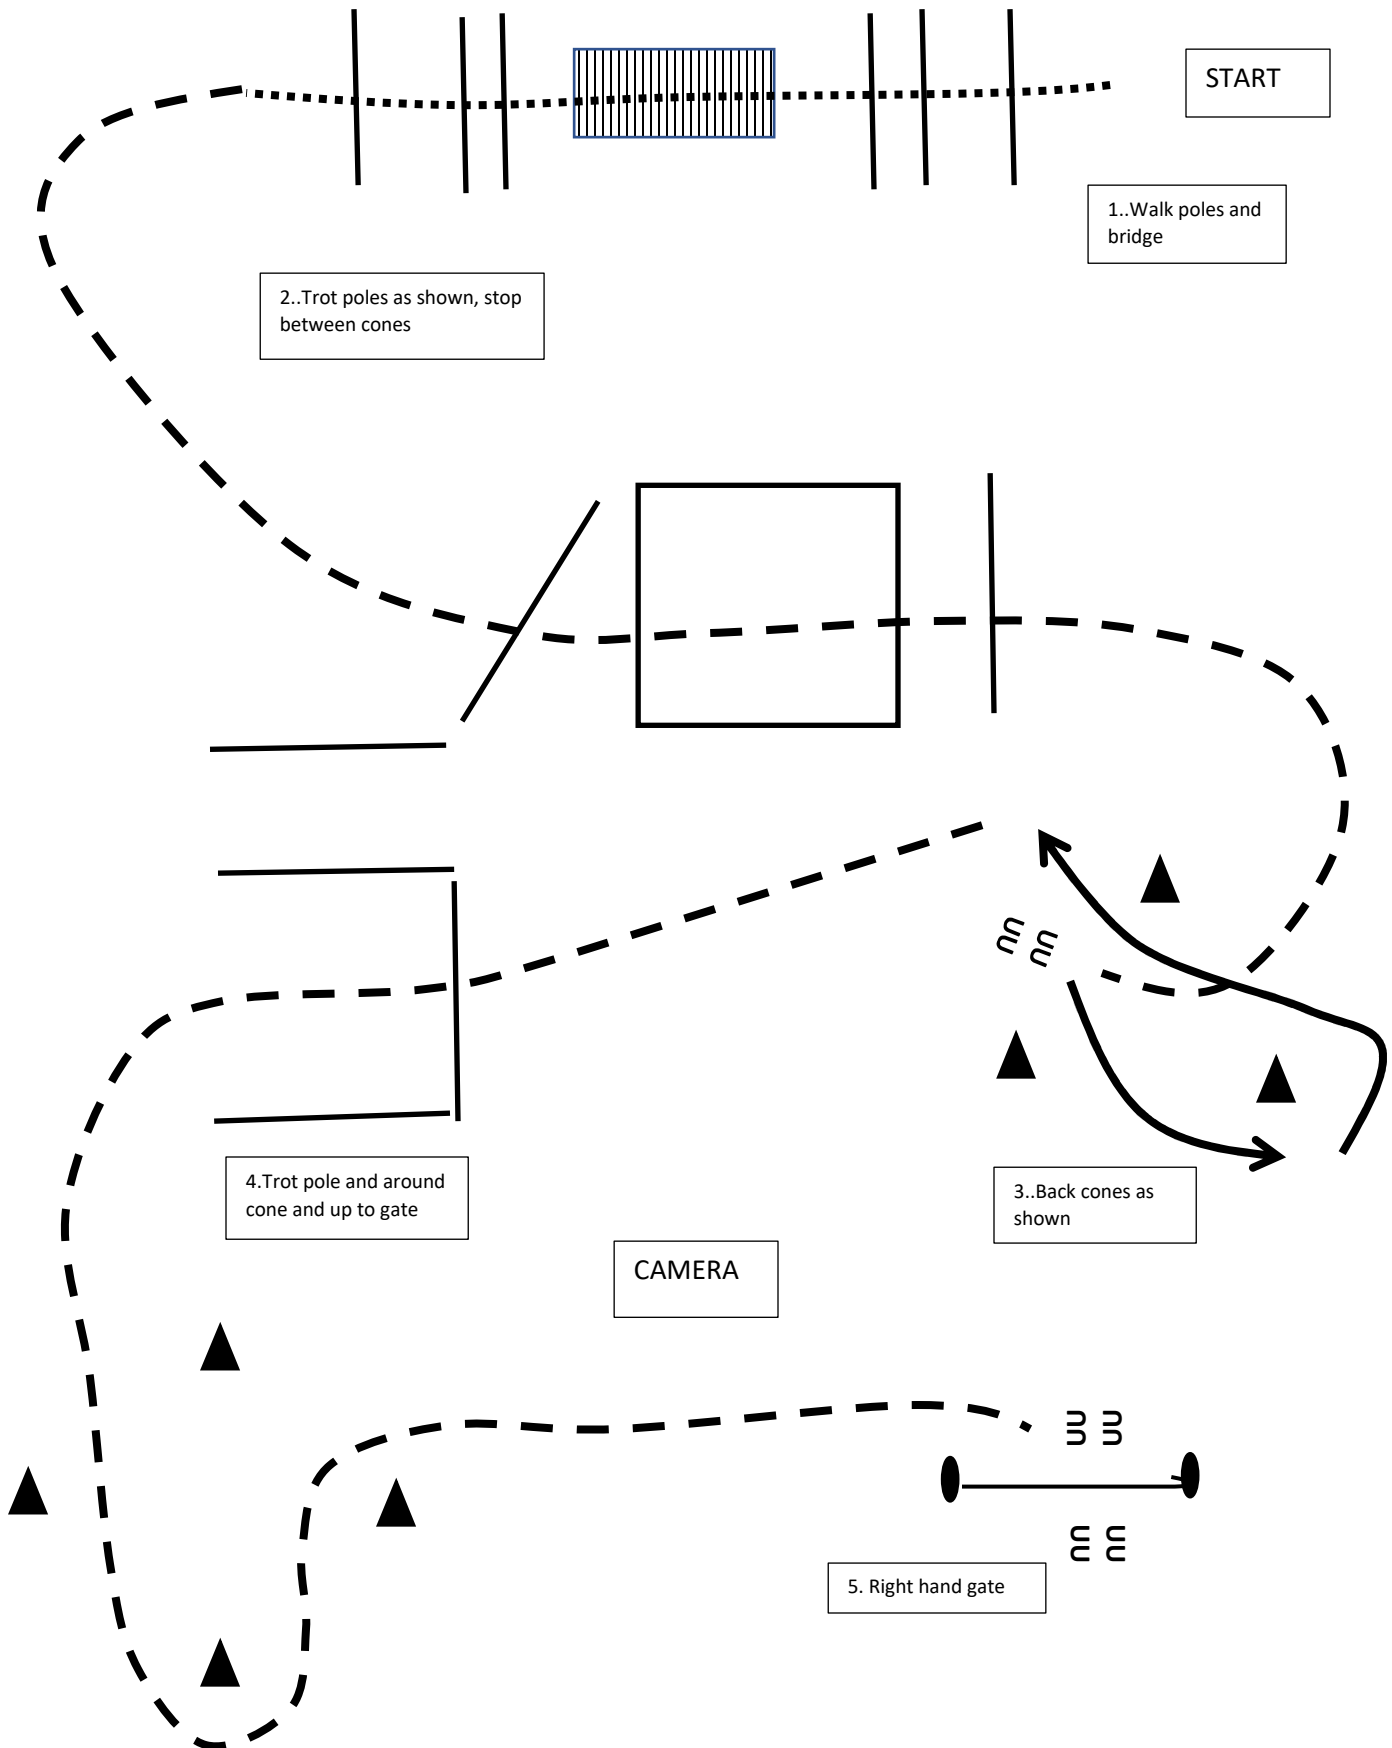 START
1..Walk poles and
bridge
2..Trot poles as shown, stop
between cones
3..Back cones as
shown
4.Trot pole and around
cone and up to gate
CAMERA
5. Right hand gate